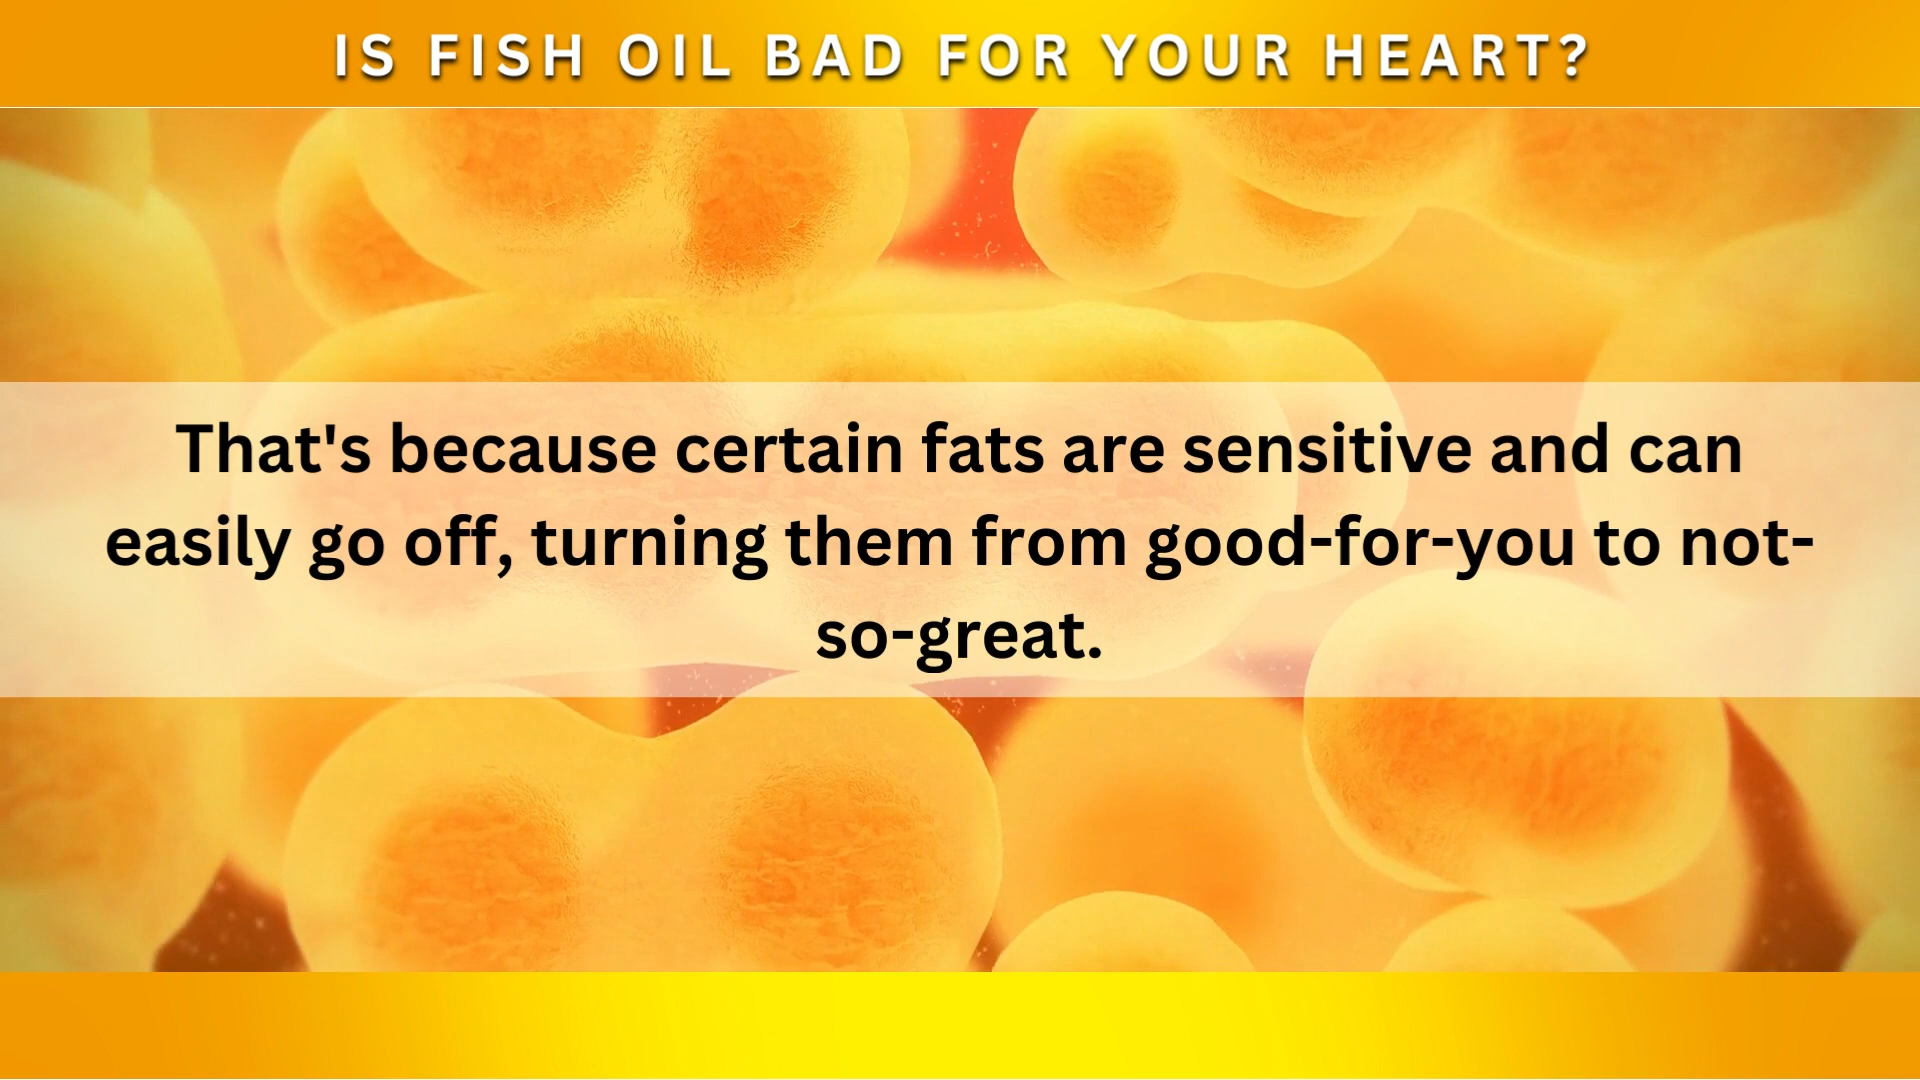 IS FISH OIL BAD FOR YOUR HEART?
That's because certain fats are sensitive and can
easily go off, turning them from good-for-you to not-
so-great.